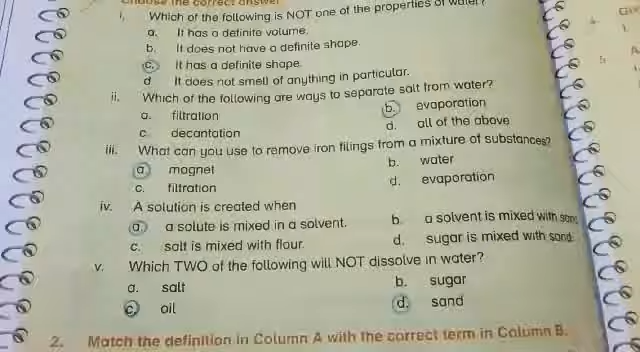 Choose the correct answer
i, Which of the following is NOT one of the properties of water?
a. It has a definite volume.
b. It does not have a definite shape.
c. It has a definite shape.
d It does not smell of anything in particular.
ii. Which of the following are ways to separate salt from water?
a. filtration b. evaporation
c. decantation d. all of the above
iii. What can you use to remove iron filings from a mixture of substances?
a magnet b. water
c. filtration d. evaporation
iv. A solution is created when
a. a solute is mixed in a solvent. b. a solvent is mixed with sand
c. salt is mixed with flour. d. sugar is mixed with sand.
v. Which TWO of the following will NOT dissolve in water?
a. salt b. sugar
c. oil d. sand
2. Match the definition in Column A with the correct term in Column B.